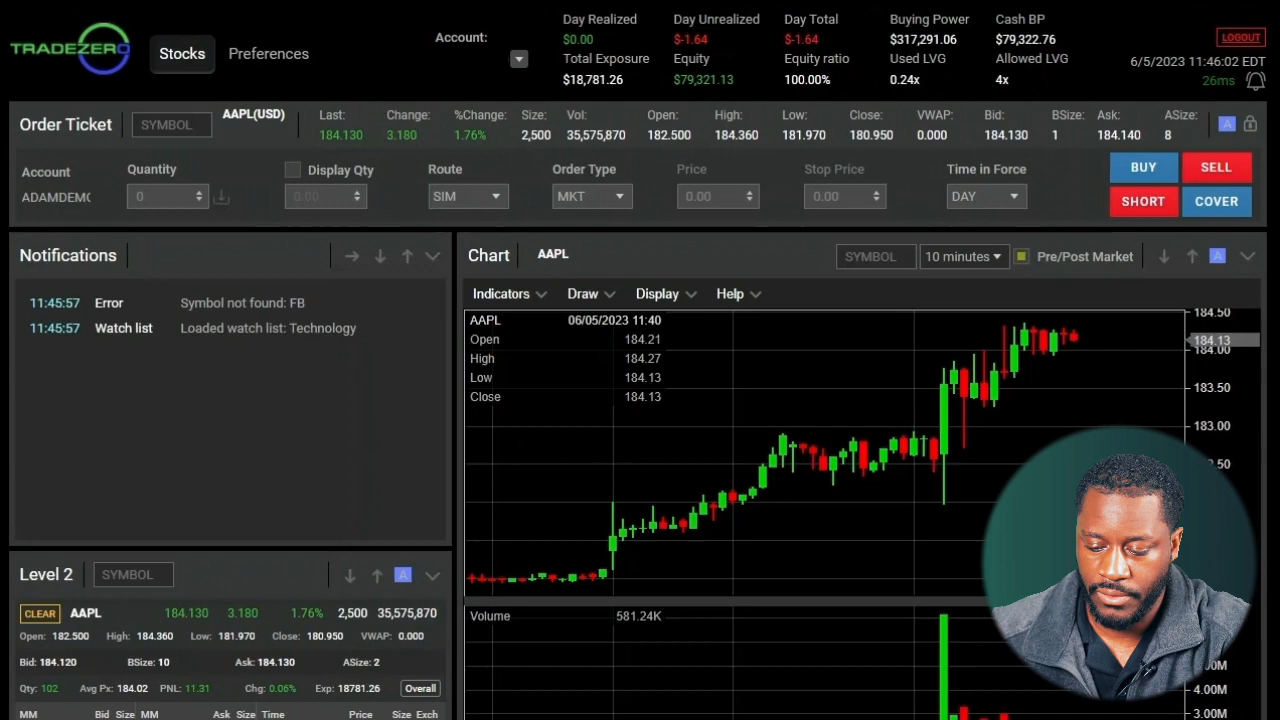 TRADEZERO
Stocks
Preferences
Account:
Day Realized
$0.00
Total Exposure
$18,781.26
Day Unrealized
$-1.64
Equity
$79,321.13
Day Total
$-1.64
Equity ratio
100.00%
Buying Power
$317,291.06
Used LVG
0.24x
Cash BP
$79,322.76
Allowed LVG
4x
LOGOUT
6/5/2023 11:46:02 EDT
26ms
Order Ticket
SYMBOL
AAPL(USD)
Last: Change: %Change: Size: Vol: Open: High: Low: Close: VWAP: Bid: BSize: Ask: ASize:
184.130 3.180 1.76% 2,500 35,575,870 182.500 184.360 181.970 180.950 0.000 184.130 1 184.140 8
A
Account Quantity Display Qty Route Order Type Price Stop Price Time in Force
ADAMDEMO 0 0.00 SIM MKT 0.00 0.00 DAY
BUY SELL
SHORT COVER
Notifications
11:45:57 Error Symbol not found: FB
11:45:57 Watch list Loaded watch list: Technology
Chart AAPL SYMBOL 10 minutes Pre/Post Market A
Indicators Draw Display Help
AAPL 06/05/2023 11:40
Open 184.21
High 184.27
Low 184.13
Close 184.13
184.50
184.13
184.00
183.50
183.00
.50
Volume 581.24K
.00M
4.00M
3.00M
Level 2 SYMBOL A
CLEAR AAPL 184.130 3.180 1.76% 2,500 35,575,870
Open: 182.500 High: 184.360 Low: 181.970 Close: 180.950 VWAP: 0.000
Bid: 184.120 BSize: 10 Ask: 184.130 ASize: 2
Qty: 102 Avg Px: 184.02 PNL: 11.31 Chg: 0.06% Exp: 18781.26 Overall
MM Bid Size MM Ask Size Time Price Size Exch